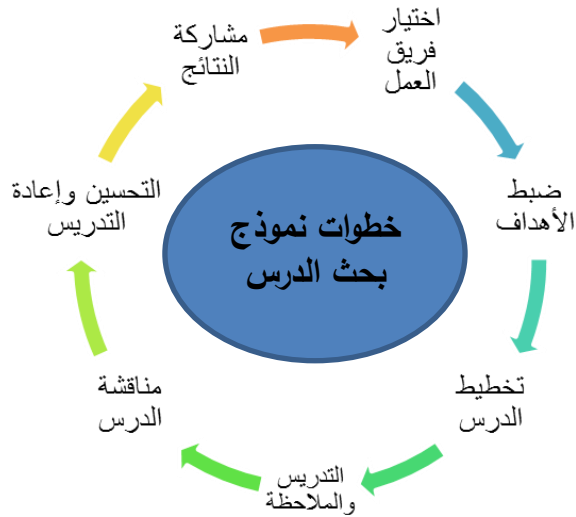 خطوات نموذج
بحث الدرس
اختيار
فريق
العمل
ضبط
الأهداف
تخطيط
الدرس
التدريس
والملاحظة
مناقشة
الدرس
التحسين وإعادة
التدريس
مشاركة
النتائج